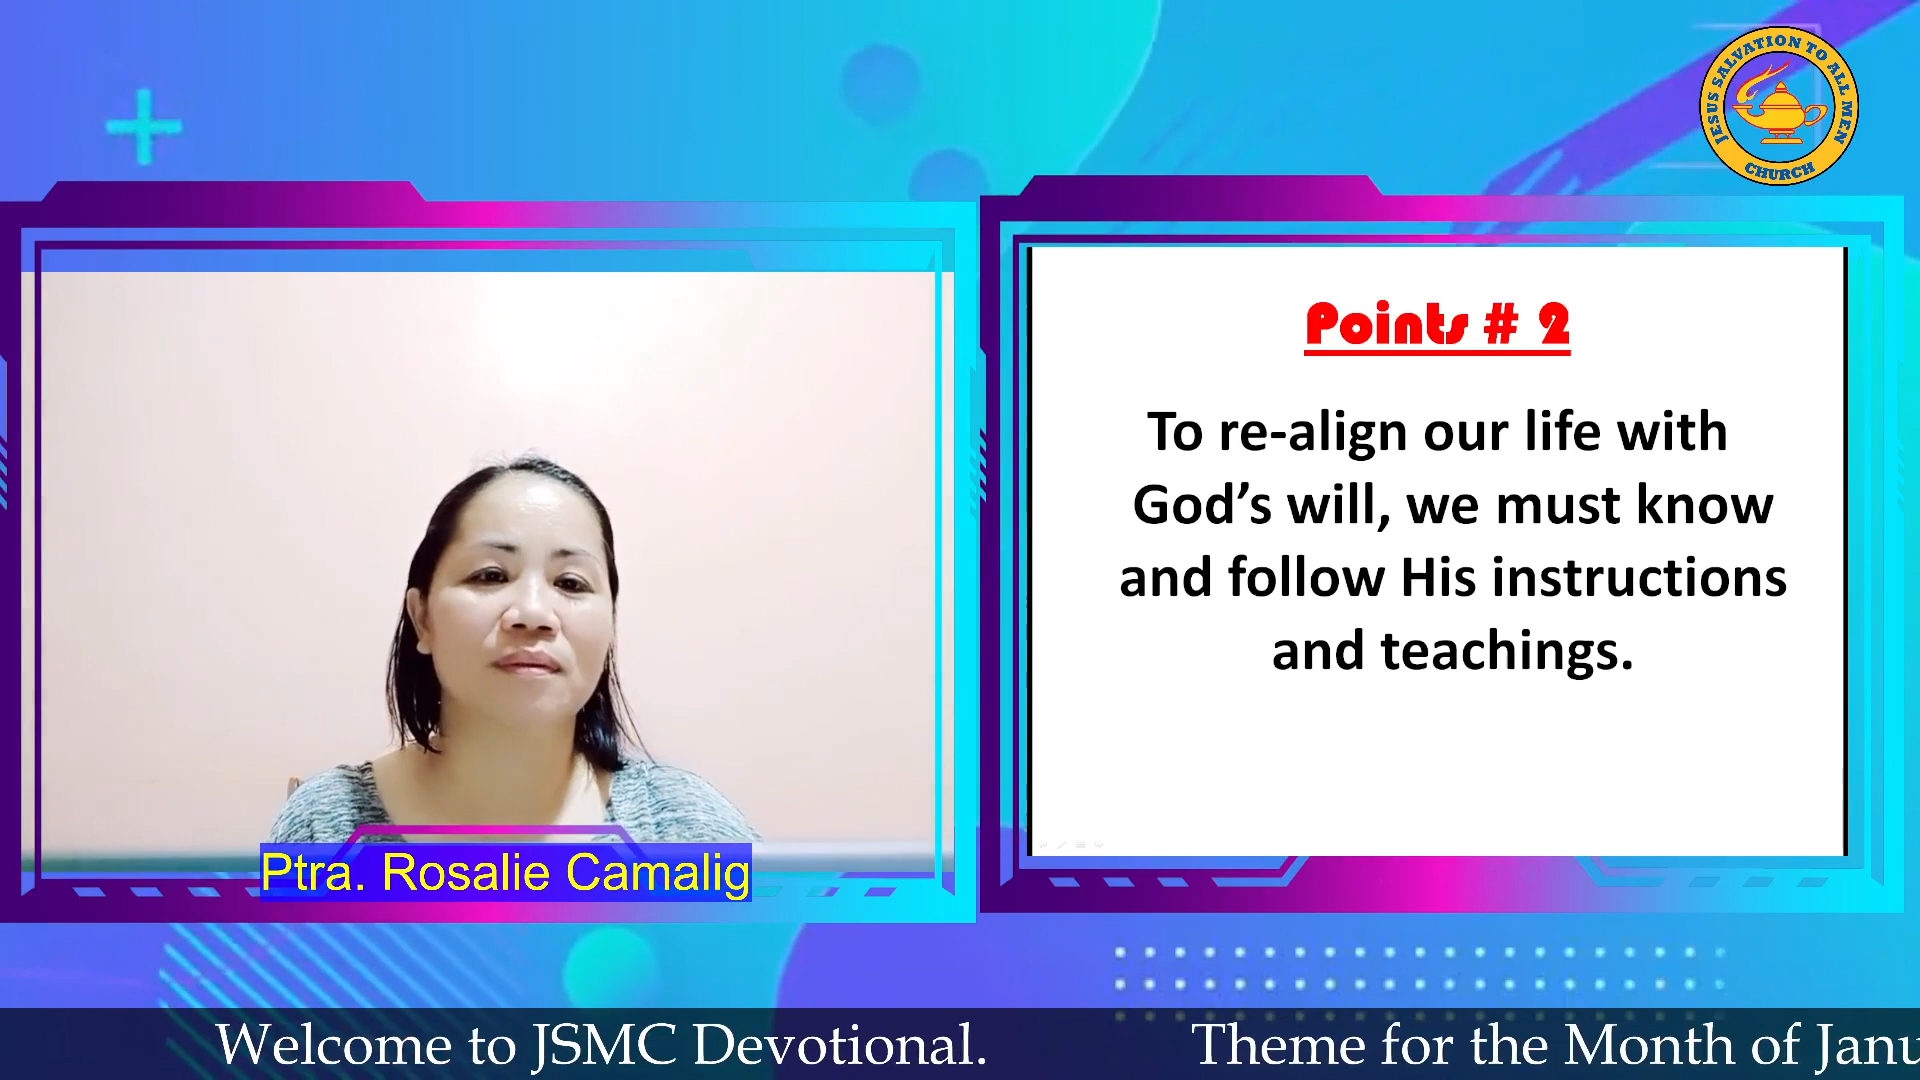 JESUS SALVATION TO ALL MEN
CHURCH
Points # 2
To re-align our life with
God’s will, we must know
and follow His instructions
and teachings.
Ptra. Rosalie Camalig
Welcome to JSMC Devotional.
Theme for the Month of Janu